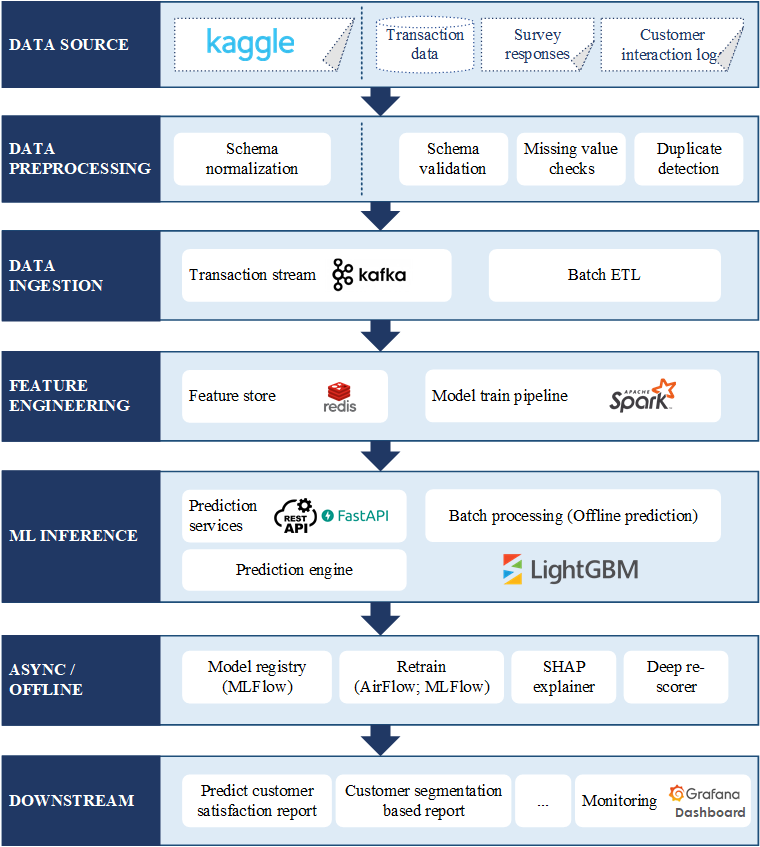 DATA SOURCE
kaggle
Transaction
data
Survey
responses
Customer
interaction log
DATA
PREPROCESSING
Schema
normalization
Schema
validation
Missing value
checks
Duplicate
detection
DATA
INGESTION
Transaction stream
kafka
Batch ETL
FEATURE
ENGINEERING
Feature store
redis
Model train pipeline
APACHE
Spark™
ML INFERENCE
Prediction
services
REST
API
FastAPI
Batch processing (Offline prediction)
Prediction engine
LightGBM
ASYNC /
OFFLINE
Model registry
(MLFlow)
Retrain
(AirFlow; MLFlow)
SHAP
explainer
Deep re-
scorer
DOWNSTREAM
Predict customer
satisfaction report
Customer segmentation
based report
...
Monitoring
Grafana
Dashboard